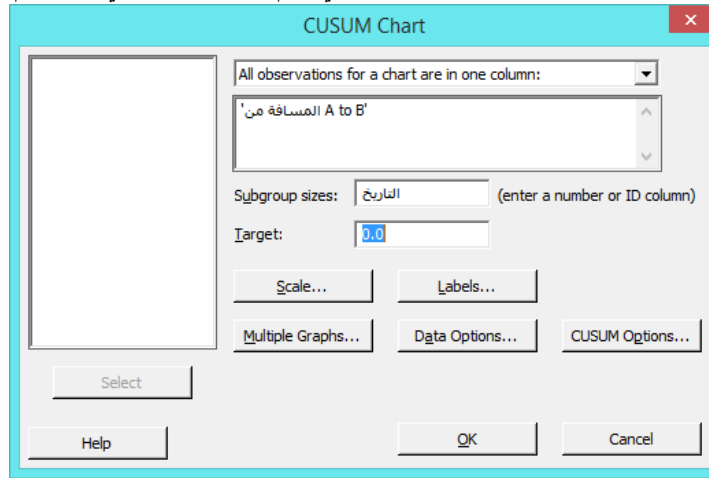 CUSUM Chart
All observations for a chart are in one column:
'المسافة من A to B'
Subgroup sizes: التاريخ (enter a number or ID column)
Target: 0.0
Scale... Labels...
Multiple Graphs... Data Options... CUSUM Options...
Select
Help OK Cancel